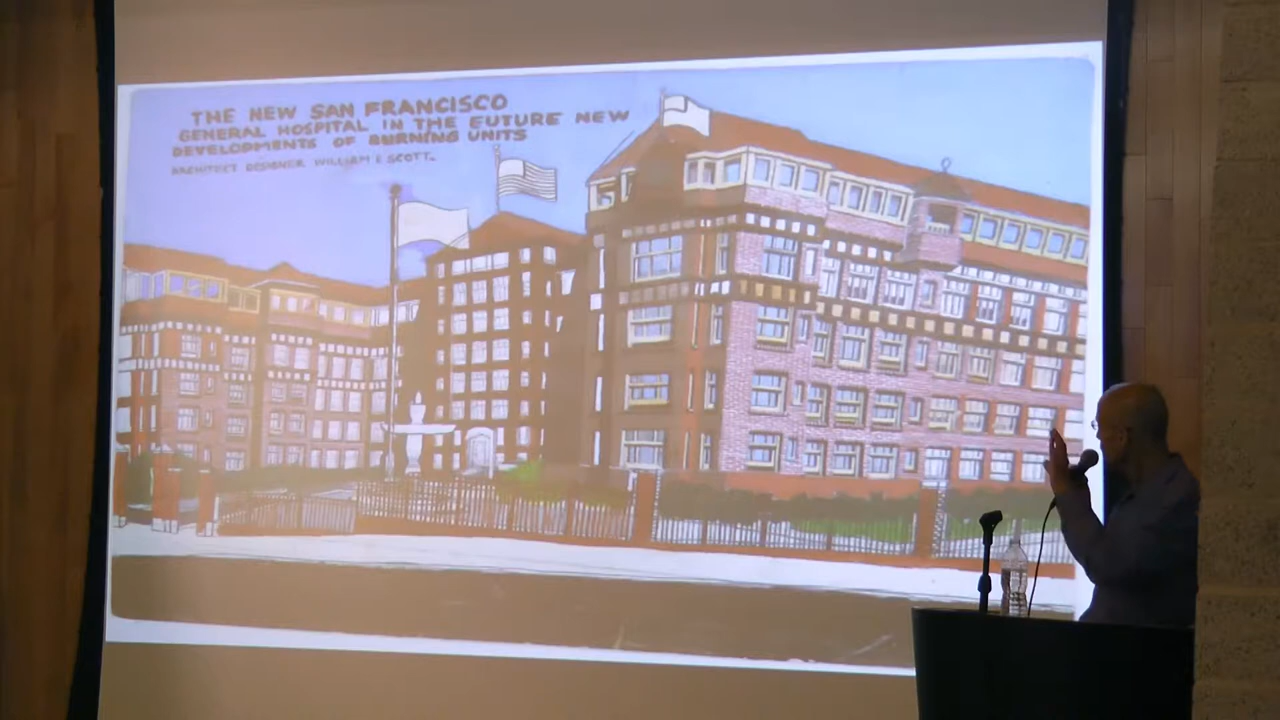 THE NEW SAN FRANCISCO
GENERAL HOSPITAL IN THE FUTURE NEW
DEVELOPMENTS OF BURNING UNITS
ARCHITECT DESIGNER WILLIAM E SCOTT